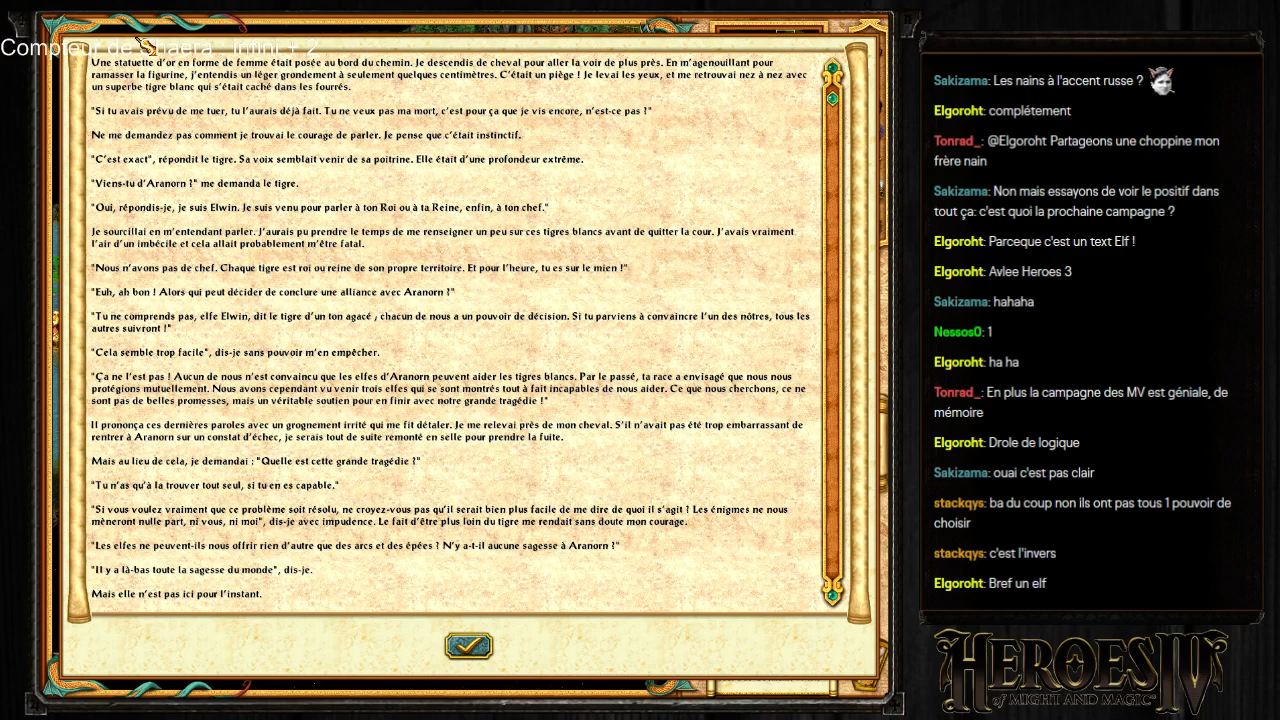 Compteur de Shaera : Infini + 2
Une statuette d'or en forme de femme était posée au bord du chemin. Je descendis de cheval pour aller la voir de plus près. En m'agenouillant pour
ramasser la figurine, j'entendis un léger grondement à seulement quelques centimètres. C'était un piège ! Je levai les yeux, et me retrouvai nez à nez avec
un superbe tigre blanc qui s'était caché dans les fourrés.
"Si tu avais prévu de me tuer, tu l'aurais déjà fait. Tu ne veux pas ma mort, c'est pour ça que je vis encore, n'est-ce pas ?"
Ne me demandez pas comment je trouvai le courage de parler. Je pense que c'était instinctif.
"C'est exact", répondit le tigre. Sa voix semblait venir de sa poitrine. Elle était d'une profondeur extrême.
"Viens-tu d'Aranorn ?" me demanda le tigre.
"Oui, répondis-je, je suis Elwin. Je suis venu pour parler à ton Roi ou à ta Reine, enfin, à ton chef."
Je sourcillai en m'entendant parler. J'aurais pu prendre le temps de me renseigner un peu sur ces tigres blancs avant de quitter la cour. J'avais vraiment
l'air d'un imbécile et cela allait probablement m'être fatal.
"Nous n'avons pas de chef. Chaque tigre est roi ou reine de son propre territoire. Et pour l'heure, tu es sur le mien !"
"Euh, ah bon ! Alors qui peut décider de conclure une alliance avec Aranorn ?"
"Tu ne comprends pas, elfe Elwin, dit le tigre d'un ton agacé ; chacun de nous a un pouvoir de décision. Si tu parviens à convaincre l'un des nôtres, tous les
autres suivront !"
"Cela semble trop facile", dis-je sans pouvoir m'en empêcher.
"Ça ne l'est pas ! Aucun de nous n'est convaincu que les elfes d'Aranorn peuvent aider les tigres blancs. Par le passé, ta race a envisagé que nous nous
protégions mutuellement. Nous avons cependant vu venir trois elfes qui se sont montrés tout à fait incapables de nous aider. Ce que nous cherchons, ce ne
sont pas de belles promesses, mais un véritable soutien pour en finir avec notre grande tragédie !"
Il prononça ces dernières paroles avec un grognement irrité qui me fit détaler. Je me relevai près de mon cheval. S'il n'avait pas été trop embarrassant de
rentrer à Aranorn sur un constat d'échec, je serais tout de suite remonté en selle pour prendre la fuite.
Mais au lieu de cela, je demandai : "Quelle est cette grande tragédie ?"
"Tu n'as qu'à la trouver tout seul, si tu en es capable."
"Si vous voulez vraiment que ce problème soit résolu, ne croyez-vous pas qu'il serait bien plus facile de me dire de quoi il s'agit ? Les énigmes ne nous
mèneront nulle part, ni vous, ni moi", dis-je avec impudence. Le fait d'être plus loin du tigre me rendait sans doute mon courage.
"Les elfes ne peuvent-ils nous offrir rien d'autre que des arcs et des épées ? N'y a-t-il aucune sagesse à Aranorn ?"
"Il y a là-bas toute la sagesse du monde", dis-je.
Mais elle n'est pas ici pour l'instant.
Sakizama: Les nains à l'accent russe ?
Elgoroht: complétement
Tonrad_: @Elgoroht Partageons une choppine mon
frère nain
Sakizama: Non mais essayons de voir le positif dans
tout ça: c'est quoi la prochaine campagne ?
Elgoroht: Parceque c'est un text Elf !
Elgoroht: Avlee Heroes 3
Sakizama: hahaha
Nessos0: 1
Elgoroht: ha ha
Tonrad_: En plus la campagne des MV est géniale, de
mémoire
Elgoroht: Drole de logique
Sakizama: ouai c'est pas clair
stackqys: ba du coup non ils ont pas tous 1 pouvoir de
choisir
stackqys: c'est l'invers
Elgoroht: Bref un elf
HEROES IV
of MIGHT AND MAGIC